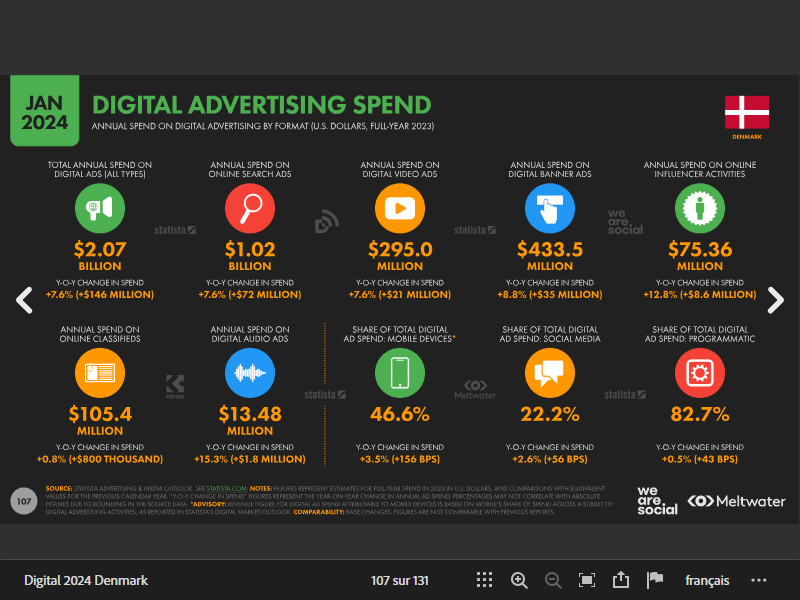 JAN
2024
DIGITAL ADVERTISING SPEND
ANNUAL SPEND ON DIGITAL ADVERTISING BY FORMAT (U.S. DOLLARS, FULL-YEAR 2023)
DENMARK
TOTAL ANNUAL SPEND ON
DIGITAL ADS (ALL TYPES)
$2.07
BILLION
Y-O-Y CHANGE IN SPEND
+7.6% (+$146 MILLION)
ANNUAL SPEND ON
ONLINE SEARCH ADS
$1.02
BILLION
Y-O-Y CHANGE IN SPEND
+7.6% (+$72 MILLION)
ANNUAL SPEND ON
DIGITAL VIDEO ADS
$295.0
MILLION
Y-O-Y CHANGE IN SPEND
+7.6% (+$21 MILLION)
ANNUAL SPEND ON
DIGITAL BANNER ADS
$433.5
MILLION
Y-O-Y CHANGE IN SPEND
+8.8% (+$35 MILLION)
ANNUAL SPEND ON ONLINE
INFLUENCER ACTIVITIES
$75.36
MILLION
Y-O-Y CHANGE IN SPEND
+12.8% (+$8.6 MILLION)
statista
statista
we
are.
social
ANNUAL SPEND ON
ONLINE CLASSIFIEDS
$105.4
MILLION
Y-O-Y CHANGE IN SPEND
+0.8% (+$800 THOUSAND)
ANNUAL SPEND ON
DIGITAL AUDIO ADS
$13.48
MILLION
Y-O-Y CHANGE IN SPEND
+15.3% (+$1.8 MILLION)
SHARE OF TOTAL DIGITAL
AD SPEND: MOBILE DEVICES*
46.6%
Y-O-Y CHANGE IN SPEND
+3.5% (+156 BPS)
SHARE OF TOTAL DIGITAL
AD SPEND: SOCIAL MEDIA
22.2%
Y-O-Y CHANGE IN SPEND
+2.6% (+56 BPS)
SHARE OF TOTAL DIGITAL
AD SPEND: PROGRAMMATIC
82.7%
Y-O-Y CHANGE IN SPEND
+0.5% (+43 BPS)
KEPIOS
statista
Meltwater
statista
107
SOURCE: STATISTA ADVERTISING & MEDIA OUTLOOK. SEE STATISTA.COM. NOTES: FIGURES REPRESENT ESTIMATES FOR FULL-YEAR SPEND IN 2023 IN U.S. DOLLARS, AND COMPARISONS WITH EQUIVALENT
VALUES FOR THE PREVIOUS CALENDAR YEAR. "Y-O-Y CHANGE IN SPEND" FIGURES REPRESENT THE YEAR-ON-YEAR CHANGE IN ANNUAL AD SPEND. PERCENTAGES MAY NOT CORRELATE WITH ABSOLUTE
FIGURES DUE TO ROUNDING IN THE SOURCE DATA. *ADVISORY: REVENUE FIGURE FOR DIGITAL AD SPEND ATTRIBUTABLE TO MOBILE DEVICES IS BASED ON MOBILE'S SHARE OF SPEND ACROSS A SUBSET OF
DIGITAL ADVERTISING ACTIVITIES, AS REPORTED IN STATISTA'S DIGITAL MARKET OUTLOOK. COMPARABILITY: BASE CHANGES. FIGURES ARE NOT COMPARABLE WITH PREVIOUS REPORTS.
we
are.
social
Meltwater
Digital 2024 Denmark
107 sur 131
français